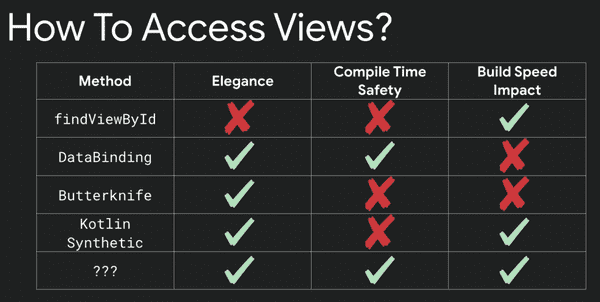 How To Access Views?
Method Elegance Compile Time Safety Build Speed Impact
findViewById
DataBinding
Butterknife
Kotlin
Synthetic
???